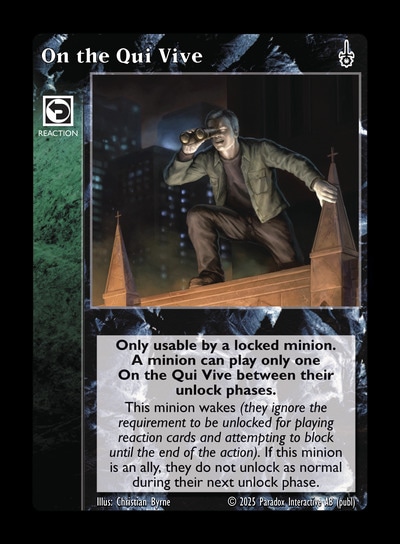 On the Qui Vive
REACTION
Only usable by a locked minion.
A minion can play only one
On the Qui Vive between their
unlock phases.
This minion wakes (they ignore the
requirement to be unlocked for playing
reaction cards and attempting to block
until the end of the action). If this minion
is an ally, they do not unlock as normal
during their next unlock phase.
Illus: Christian Byrne © 2025 Paradox Interactive AB (publ)